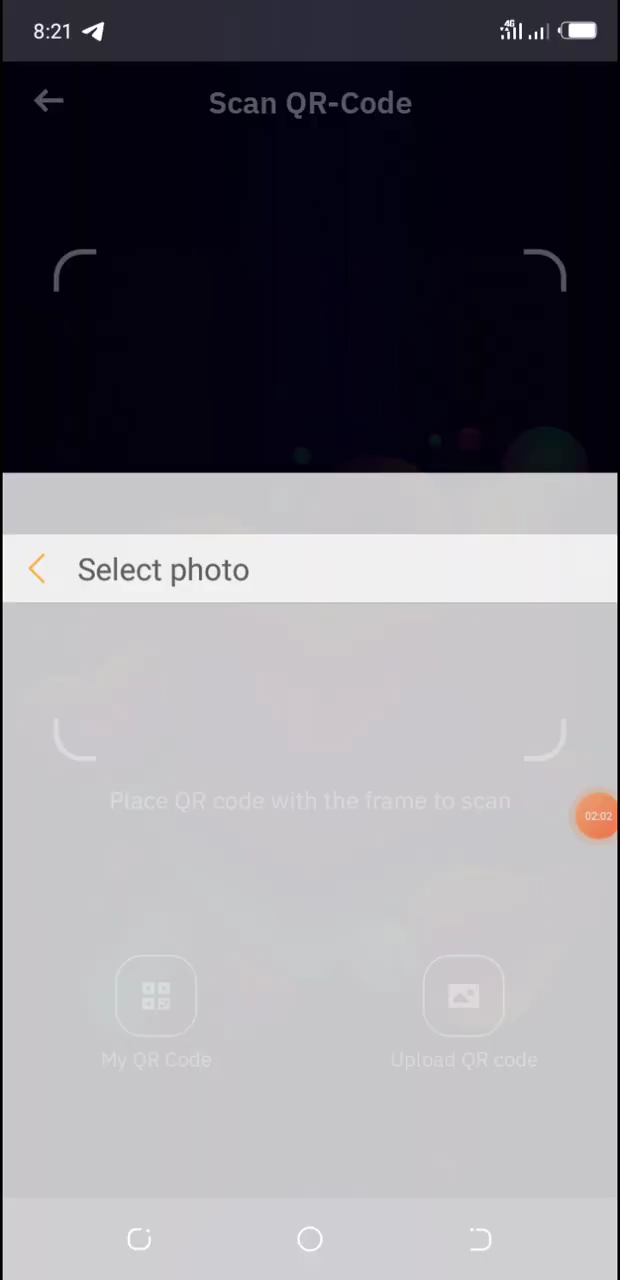 8:21
4G
Scan QR-Code
Select photo
Place QR code with the frame to scan
02:02
My QR Code
Upload QR code